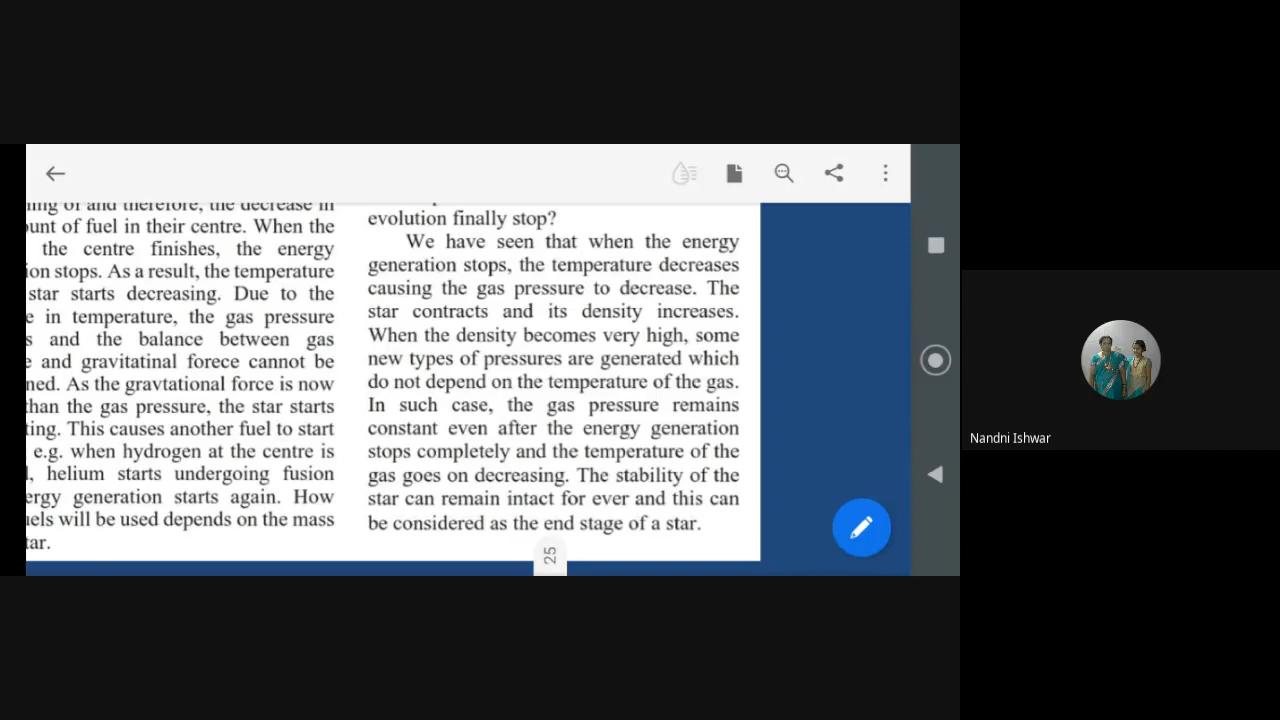 and therefore, the decrease in
of fuel in their centre. When the
the centre finishes, the energy
stops. As a result, the temperature
star starts decreasing. Due to the
in temperature, the gas pressure
and the balance between gas
and gravitatinal forece cannot be
As the gravtational force is now
than the gas pressure, the star starts
This causes another fuel to start
e.g. when hydrogen at the centre is
helium starts undergoing fusion
generation starts again. How
will be used depends on the mass
evolution finally stop?
We have seen that when the energy
generation stops, the temperature decreases
causing the gas pressure to decrease. The
star contracts and its density increases.
When the density becomes very high, some
new types of pressures are generated which
do not depend on the temperature of the gas.
In such case, the gas pressure remains
constant even after the energy generation
stops completely and the temperature of the
gas goes on decreasing. The stability of the
star can remain intact for ever and this can
be considered as the end stage of a star.
25
Nandni Ishwar